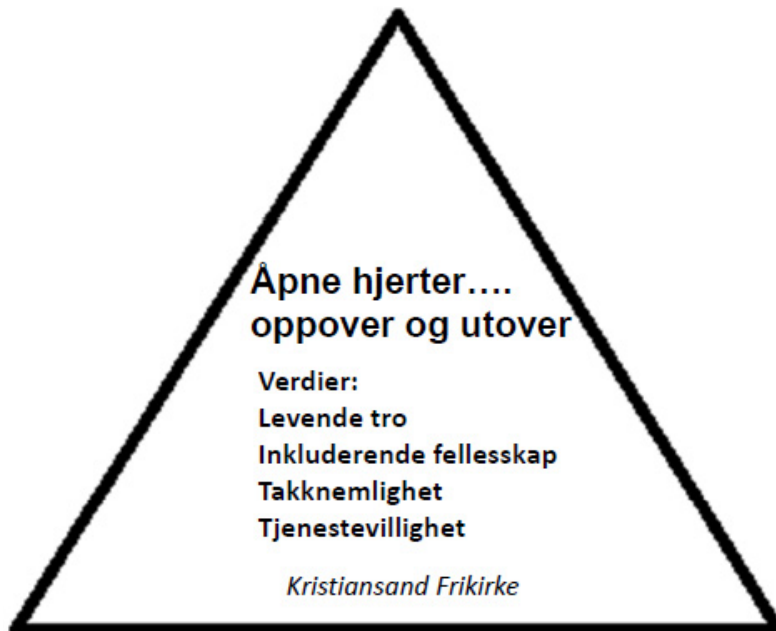 Åpne hjerter....
oppover og utover
Verdier:
Levende tro
Inkluderende fellesskap
Takknemlighet
Tjenestevillighet
Kristiansand Frikirke